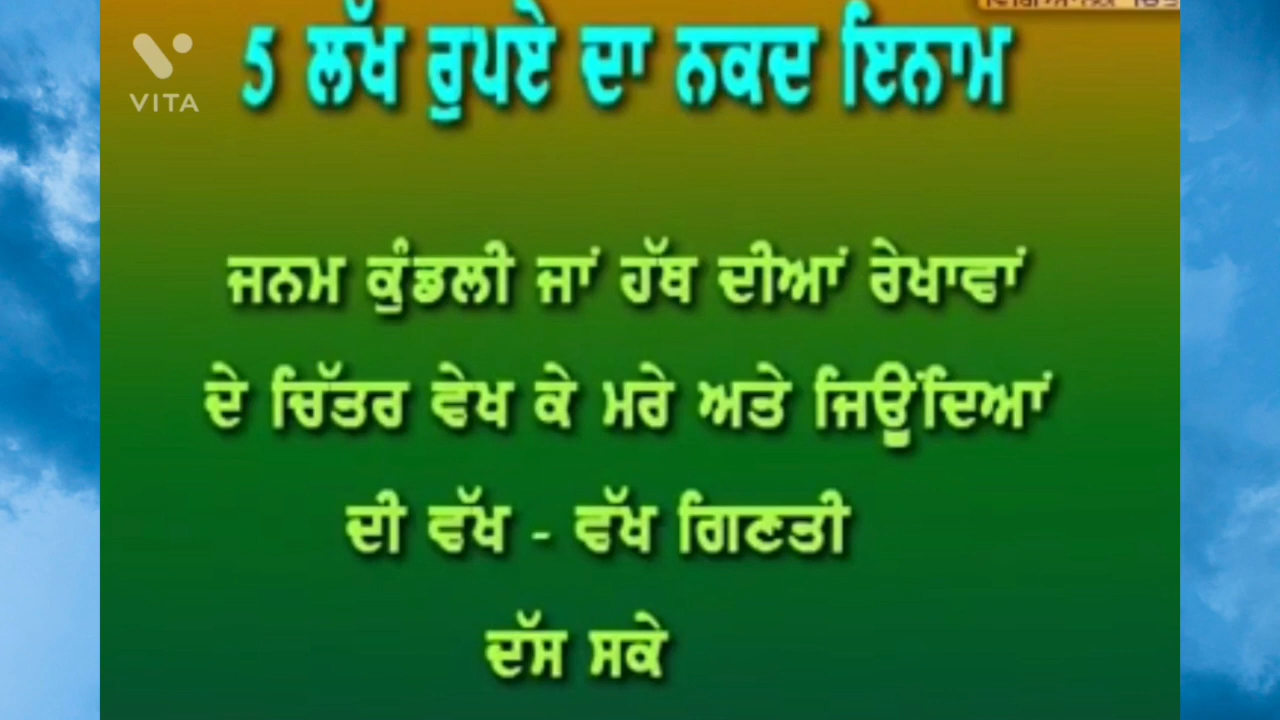 VITA
5 ਲੱਖ ਰੁਪਏ ਦਾ ਨਕਦ ਇਨਾਮ
ਜਨਮ ਕੁੰਡਲੀ ਜਾਂ ਹੱਥ ਦੀਆਂ ਰੇਖਾਵਾਂ
ਦੇ ਚਿੱਤਰ ਵੇਖ ਕੇ ਮਰੇ ਅਤੇ ਜਿਊਂਦਿਆਂ
ਦੀ ਵੱਖ - ਵੱਖ ਗਿਣਤੀ
ਦੱਸ ਸਕੇ